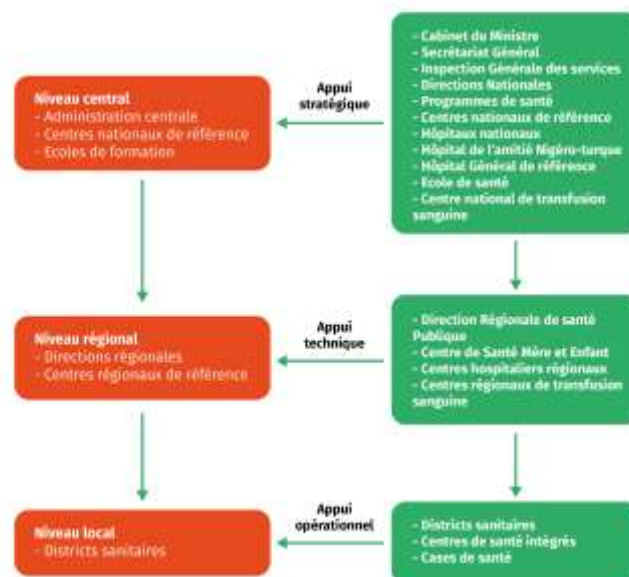 Niveau central
- Administration centrale
- Centres nationaux de référence
- Ecoles de formation
Appui
stratégique
- Cabinet du Ministre
- Secrétariat Général
- Inspection Générale des services
- Directions Nationales
- Programmes de santé
- Centres nationaux de référence
- Hôpitaux nationaux
- Hôpital de l'amitié Nigéro-turque
- Hôpital Général de référence
- Ecole de santé
- Centre national de transfusion
sanguine
Niveau régional
- Directions régionales
- Centres régionaux de référence
Appui
technique
- Direction Régionale de santé
Publique
- Centre de Santé Mère et Enfant
- Centres hospitaliers régionaux
- Centres régionaux de transfusion
sanguine
Niveau local
- Districts sanitaires
Appui
opérationnel
- Districts sanitaires
- Centres de santé intégrés
- Cases de santé